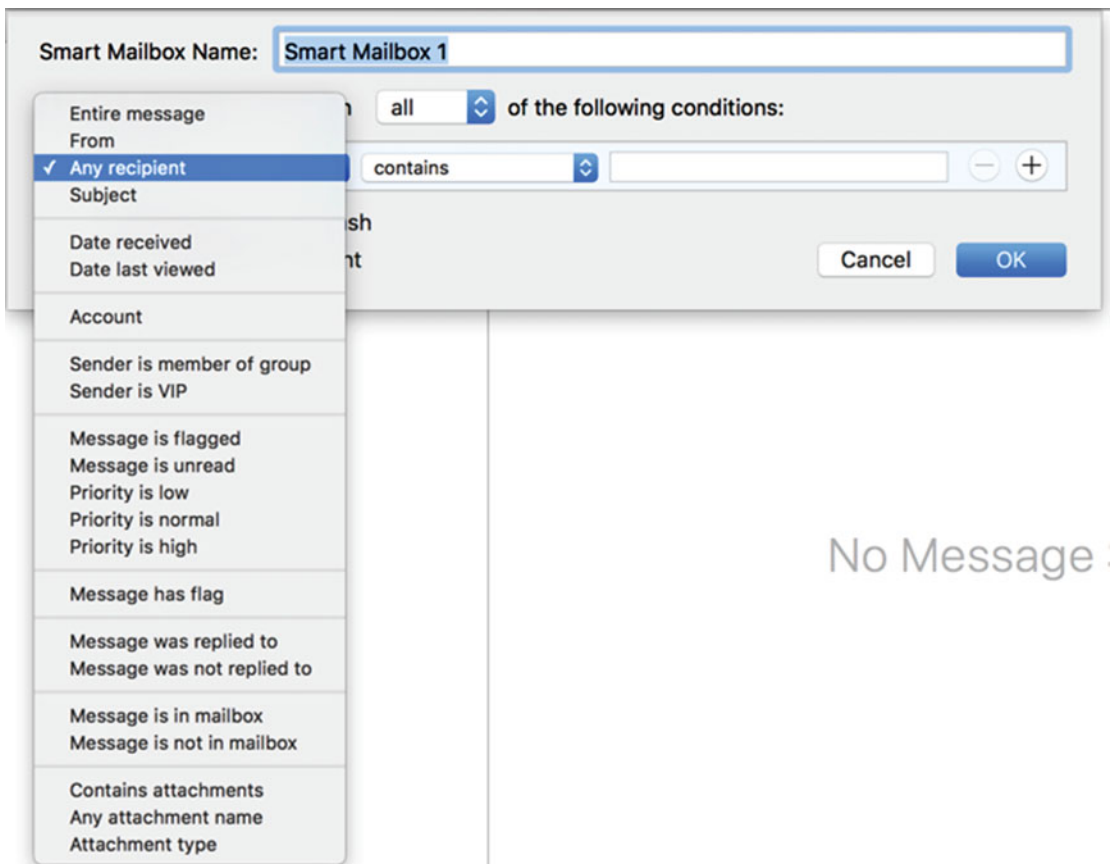 Smart Mailbox Name: Smart Mailbox 1
all of the following conditions:
Entire message
From
✓ Any recipient contains
Subject
Date received
Date last viewed
Cancel OK
Account
Sender is member of group
Sender is VIP
Message is flagged
Message is unread
Priority is low
Priority is normal
Priority is high
No Message
Message has flag
Message was replied to
Message was not replied to
Message is in mailbox
Message is not in mailbox
Contains attachments
Any attachment name
Attachment type